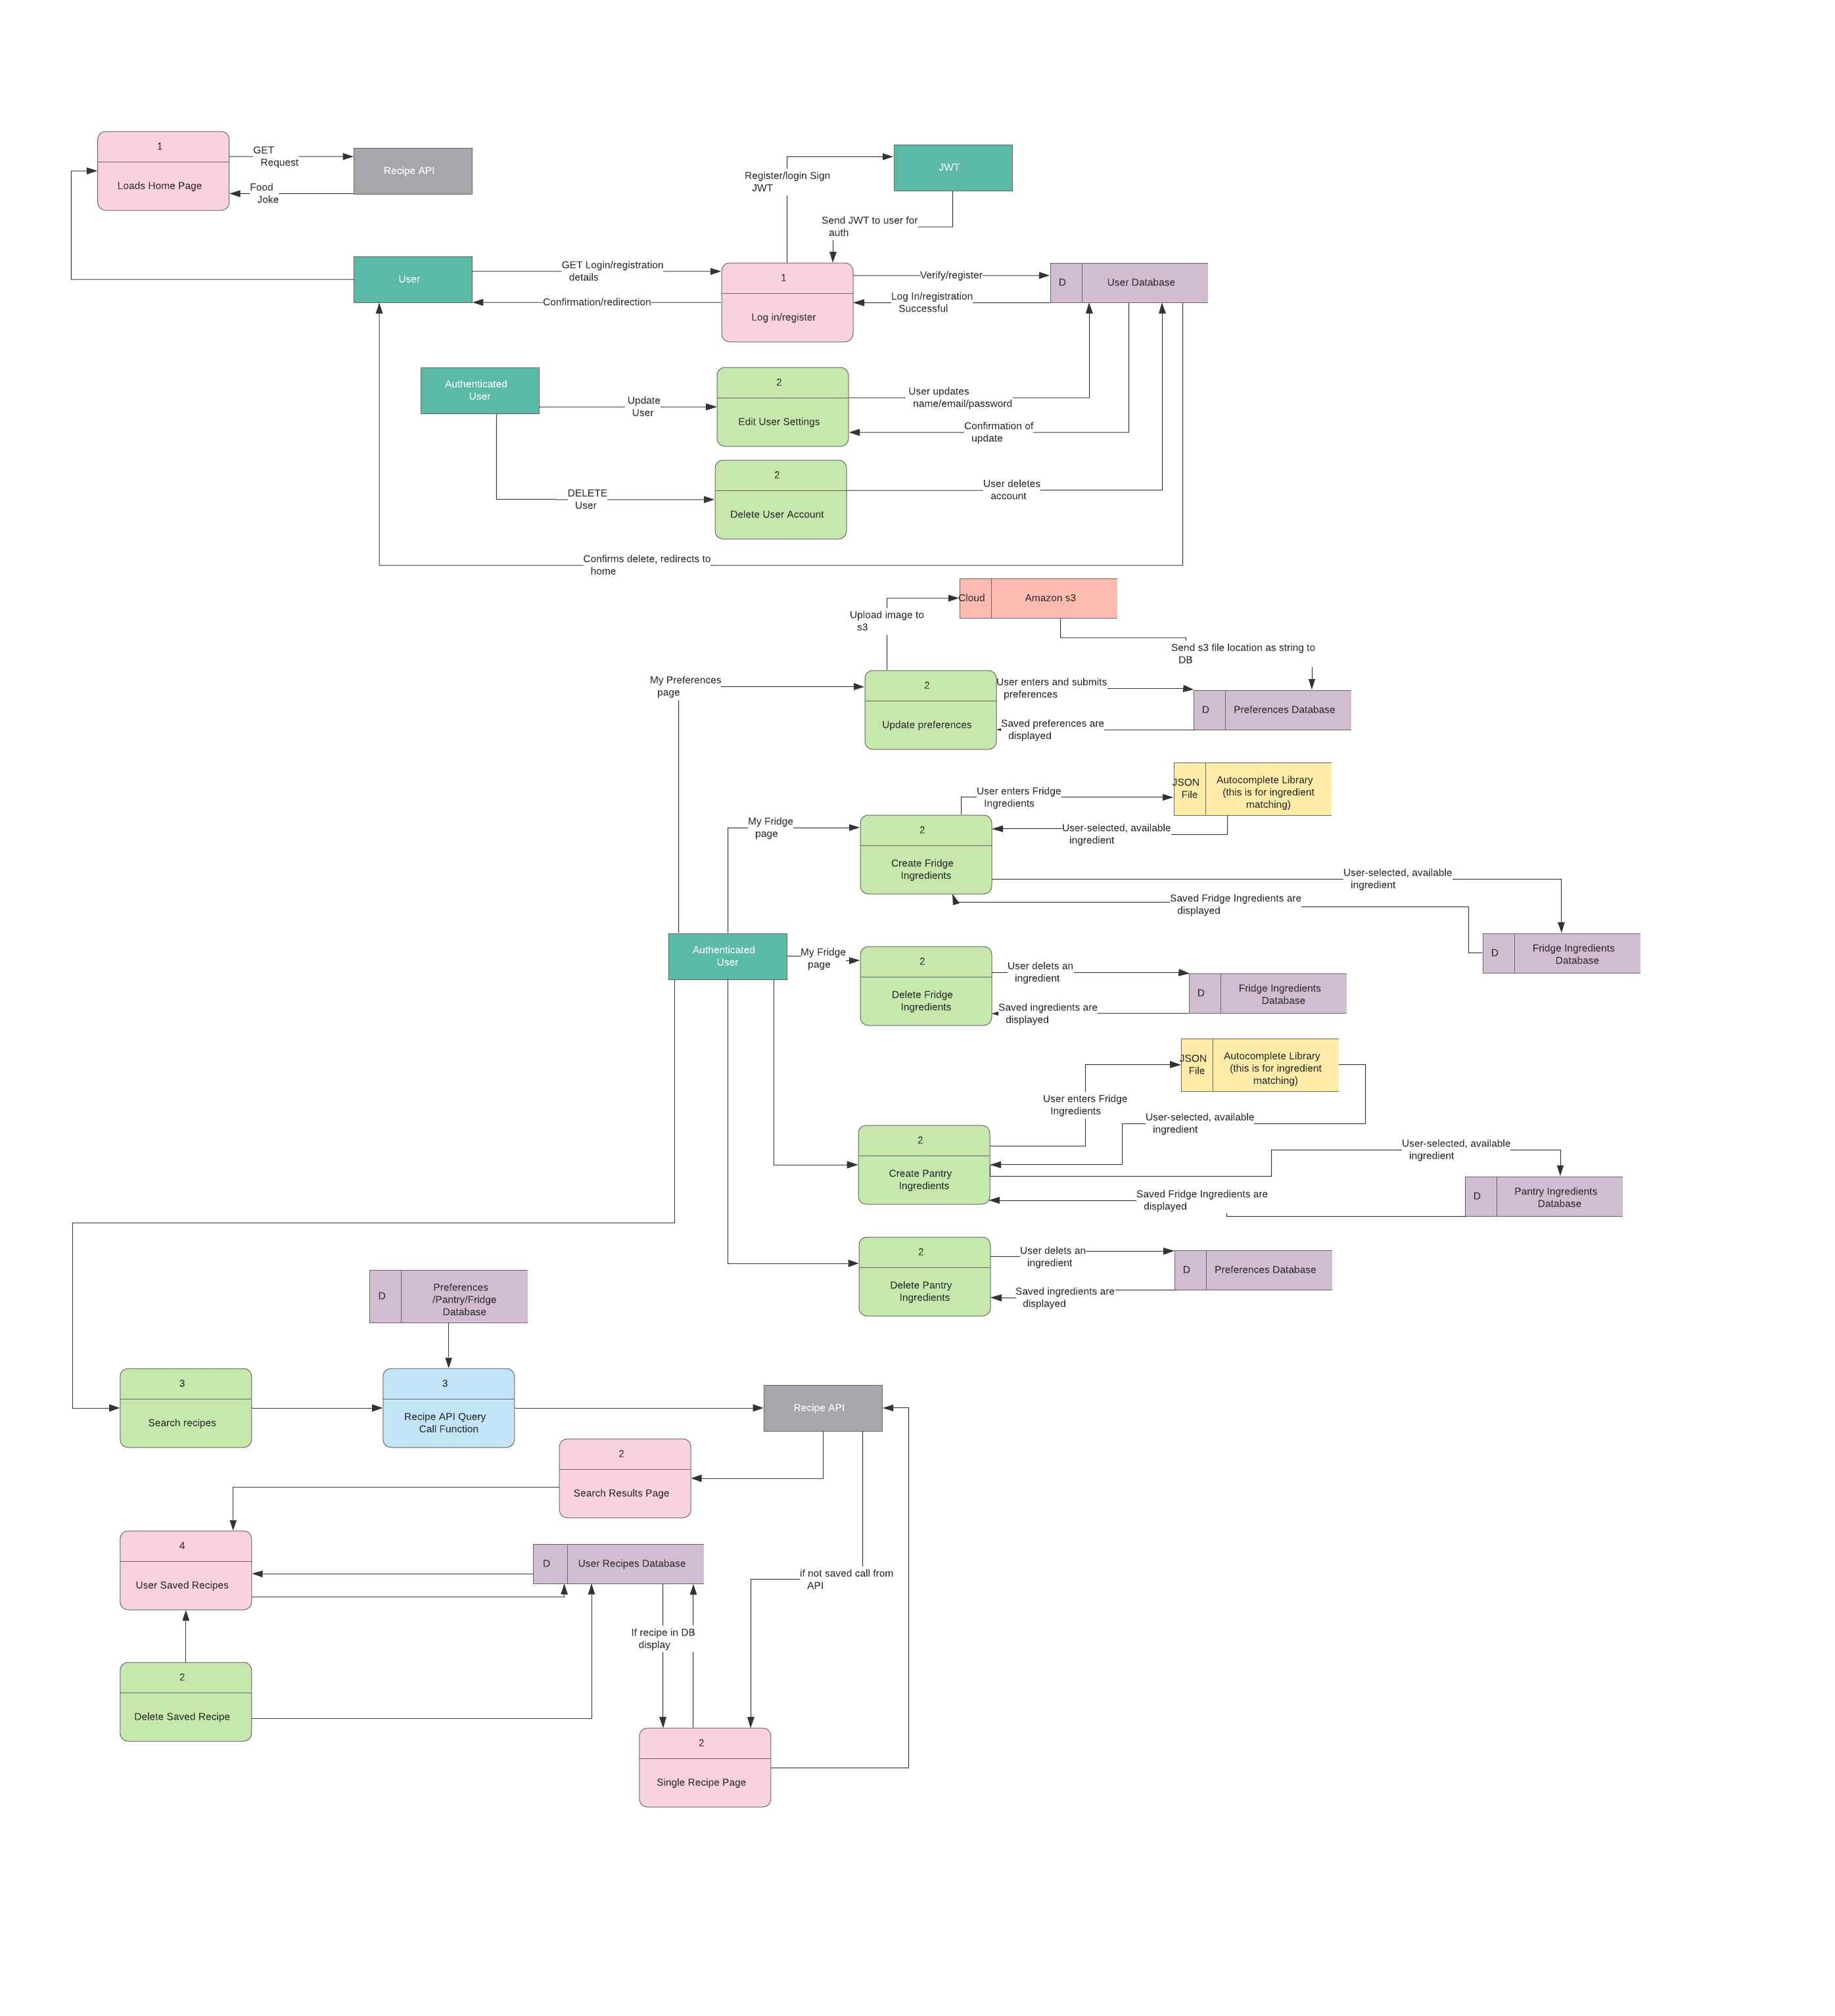 1
Loads Home Page
GET
Request
Food
Joke
Recipe API
Register/login Sign
JWT
JWT
Send JWT to user for
auth
User
GET Login/registration
details
Confirmation/redirection
1
Log in/register
Verify/register
Log In/registration
Successful
D
User Database
Authenticated
User
Update
User
2
Edit User Settings
User updates
name/email/password
Confirmation of
update
DELETE
User
2
Delete User Account
User deletes
account
Confirms delete, redirects to
home
Cloud
Amazon s3
Upload image to
s3
Send s3 file location as string to
DB
My Preferences
page
2
Update preferences
User enters and submits
preferences
Saved preferences are
displayed
D
Preferences Database
JSON
File
Autocomplete Library
(this is for ingredient
matching)
User enters Fridge
Ingredients
My Fridge
page
2
Create Fridge
Ingredients
User-selected, available
ingredient
User-selected, available
ingredient
Saved Fridge Ingredients are
displayed
D
Fridge Ingredients
Database
Authenticated
User
My Fridge
page
2
Delete Fridge
Ingredients
User delets an
ingredient
Saved ingredients are
displayed
D
Fridge Ingredients
Database
JSON
File
Autocomplete Library
(this is for ingredient
matching)
User enters Fridge
Ingredients
User-selected, available
ingredient
2
Create Pantry
Ingredients
User-selected, available
ingredient
Saved Fridge Ingredients are
displayed
D
Pantry Ingredients
Database
2
Delete Pantry
Ingredients
User delets an
ingredient
Saved ingredients are
displayed
D
Preferences Database
D
Preferences
/Pantry/Fridge
Database
3
Search recipes
3
Recipe API Query
Call Function
Recipe API
2
Search Results Page
4
User Saved Recipes
D
User Recipes Database
if not saved call from
API
If recipe in DB
display
2
Delete Saved Recipe
2
Single Recipe Page